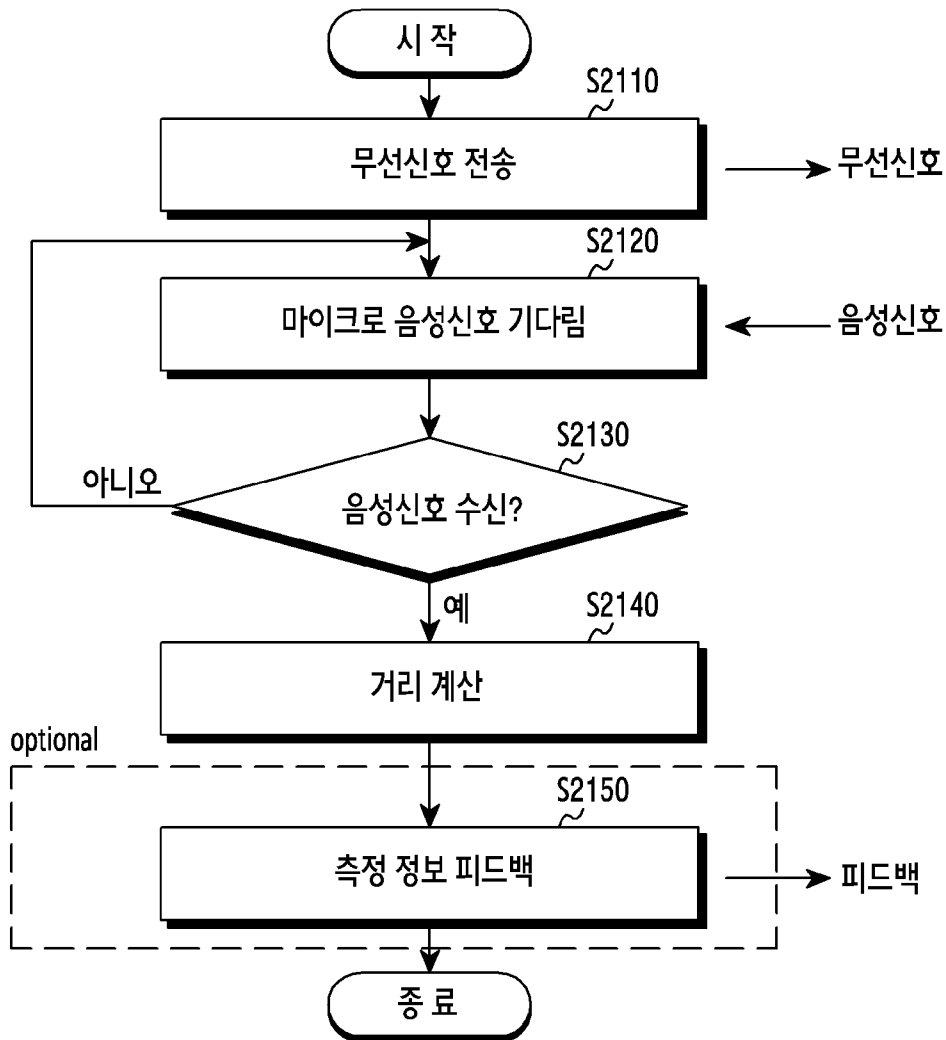 시 작
S2110
무선신호 전송
무선신호
S2120
마이크로 음성신호 기다림
음성신호
S2130
아니오
음성신호 수신?
예
S2140
거리 계산
optional
S2150
측정 정보 피드백
피드백
종 료